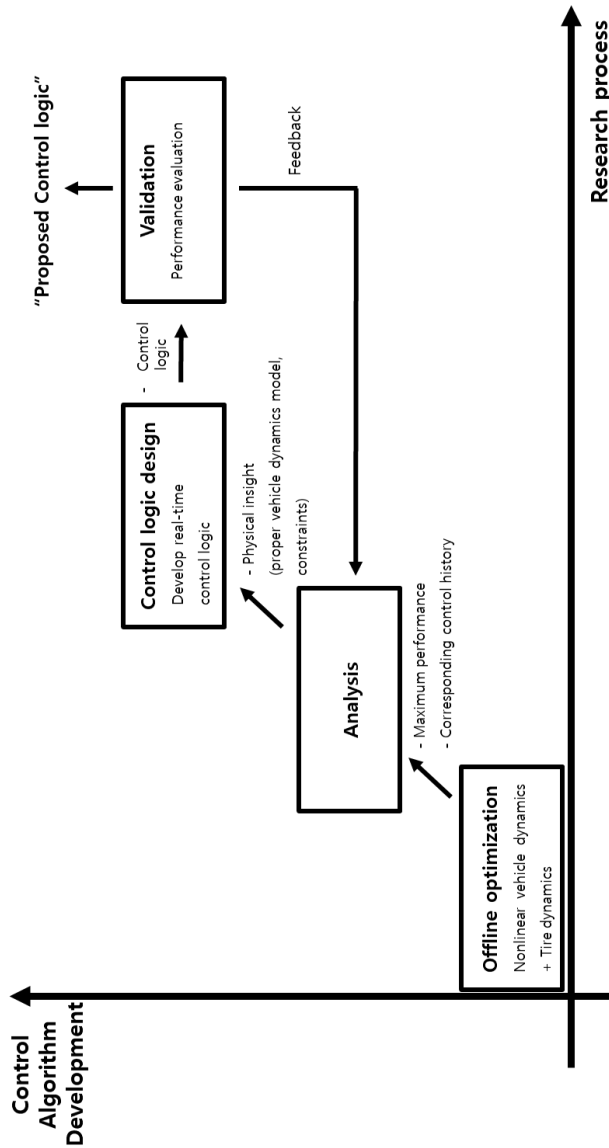 Control
Algorithm
Development
"Proposed Control logic"
Control logic design
Develop real-time
control logic
- Control
logic
Validation
Performance evaluation
- Physical insight
(proper vehicle dynamics model,
constraints)
Feedback
Analysis
- Maximum performance
- Corresponding control history
Offline optimization
Nonlinear vehicle dynamics
+ Tire dynamics
Research process